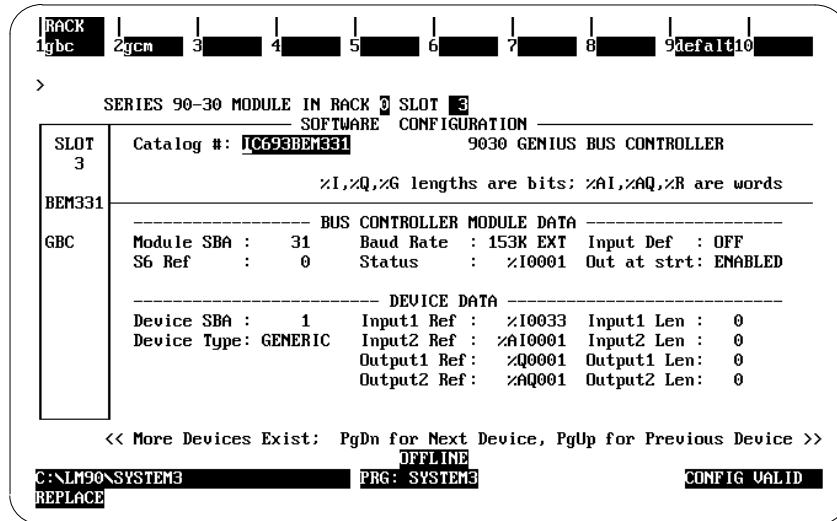 RACK
1gbc 2gcm 3 4 5 6 7 8 9defalt10
>
SERIES 90-30 MODULE IN RACK 0 SLOT 3
SOFTWARE CONFIGURATION
SLOT Catalog #: IC693BEM331 9030 GENIUS BUS CONTROLLER
3
%I,%Q,%G lengths are bits; %AI,%AQ,%R are words
BEM331
BUS CONTROLLER MODULE DATA
GBC Module SBA : 31 Baud Rate : 153K EXT Input Def : OFF
S6 Ref : 0 Status : %I0001 Out at strt: ENABLED
DEVICE DATA
Device SBA : 1 Input1 Ref : %I0033 Input1 Len : 0
Device Type: GENERIC Input2 Ref : %AI0001 Input2 Len : 0
Output1 Ref: %Q0001 Output1 Len: 0
Output2 Ref: %AQ001 Output2 Len: 0
<< More Devices Exist; PgDn for Next Device, PgUp for Previous Device >>
OFFLINE
C:\LM90\SYSTEM3 PRG: SYSTEM3 CONFIG VALID
REPLACE